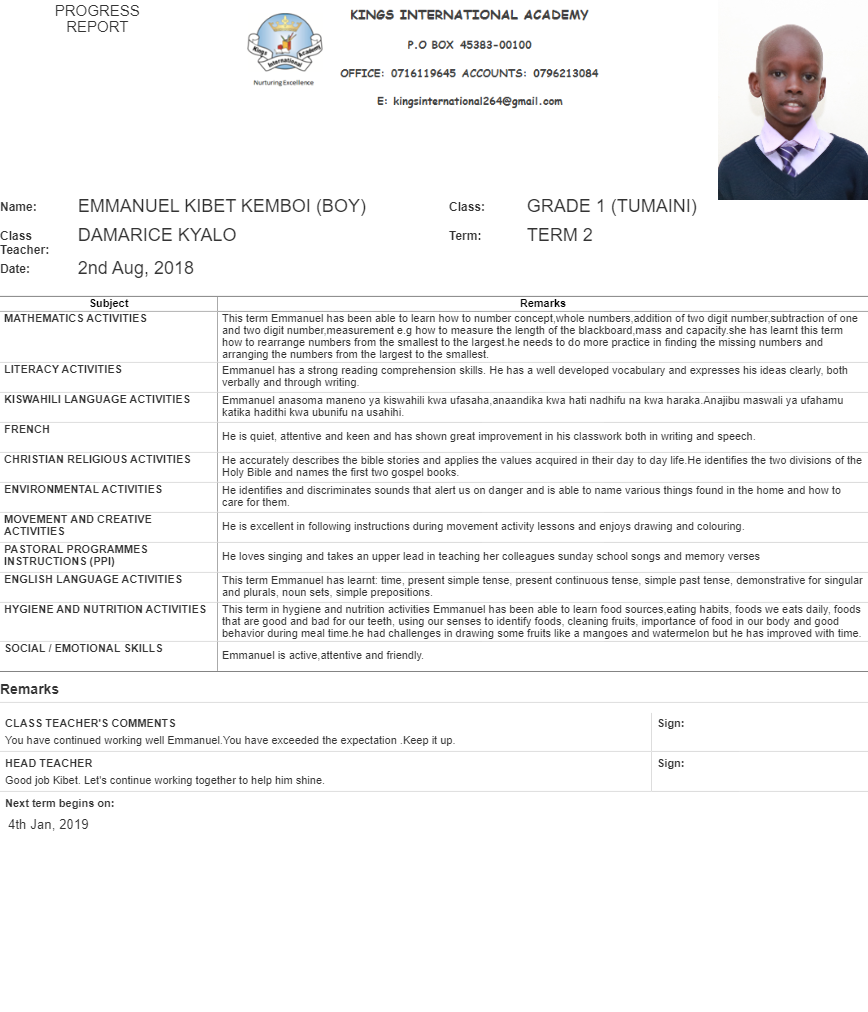 PROGRESS
REPORT
KINGS INTERNATIONAL ACADEMY
P.O BOX 45383-00100
OFFICE: 0716119645 ACCOUNTS: 0796213084
E: kingsinternational264@gmail.com
Kings Academy
International
Nurturing Excellence
Name: EMMANUEL KIBET KEMBOI (BOY) Class: GRADE 1 (TUMAINI)
Class Teacher: DAMARICE KYALO Term: TERM 2
Date: 2nd Aug, 2018
Subject Remarks
MATHEMATICS ACTIVITIES This term Emmanuel has been able to learn how to number concept,whole numbers,addition of two digit number,subtraction of one
and two digit number,measurement e.g how to measure the length of the blackboard,mass and capacity.she has learnt this term
how to rearrange numbers from the smallest to the largest.he needs to do more practice in finding the missing numbers and
arranging the numbers from the largest to the smallest.
LITERACY ACTIVITIES Emmanuel has a strong reading comprehension skills. He has a well developed vocabulary and expresses his ideas clearly, both
verbally and through writing.
KISWAHILI LANGUAGE ACTIVITIES Emmanuel anasoma maneno ya kiswahili kwa ufasaha,anaandika kwa hati nadhifu na kwa haraka.Anajibu maswali ya ufahamu
katika hadithi kwa ubunifu na usahihi.
FRENCH He is quiet, attentive and keen and has shown great improvement in his classwork both in writing and speech.
CHRISTIAN RELIGIOUS ACTIVITIES He accurately describes the bible stories and applies the values acquired in their day to day life.He identifies the two divisions of the
Holy Bible and names the first two gospel books.
ENVIRONMENTAL ACTIVITIES He identifies and discriminates sounds that alert us on danger and is able to name various things found in the home and how to
care for them.
MOVEMENT AND CREATIVE
ACTIVITIES
He is excellent in following instructions during movement activity lessons and enjoys drawing and colouring.
PASTORAL PROGRAMMES
INSTRUCTIONS (PPI)
He loves singing and takes an upper lead in teaching her colleagues sunday school songs and memory verses
ENGLISH LANGUAGE ACTIVITIES This term Emmanuel has learnt: time, present simple tense, present continuous tense, simple past tense, demonstrative for singular
and plurals, noun sets, simple prepositions.
HYGIENE AND NUTRITION ACTIVITIES This term in hygiene and nutrition activities Emmanuel has been able to learn food sources,eating habits, foods we eats daily, foods
that are good and bad for our teeth, using our senses to identify foods, cleaning fruits, importance of food in our body and good
behavior during meal time.he had challenges in drawing some fruits like a mangoes and watermelon but he has improved with time.
SOCIAL / EMOTIONAL SKILLS Emmanuel is active,attentive and friendly.
Remarks
CLASS TEACHER'S COMMENTS Sign:
You have continued working well Emmanuel.You have exceeded the expectation .Keep it up.
HEAD TEACHER Sign:
Good job Kibet. Let's continue working together to help him shine.
Next term begins on:
4th Jan, 2019